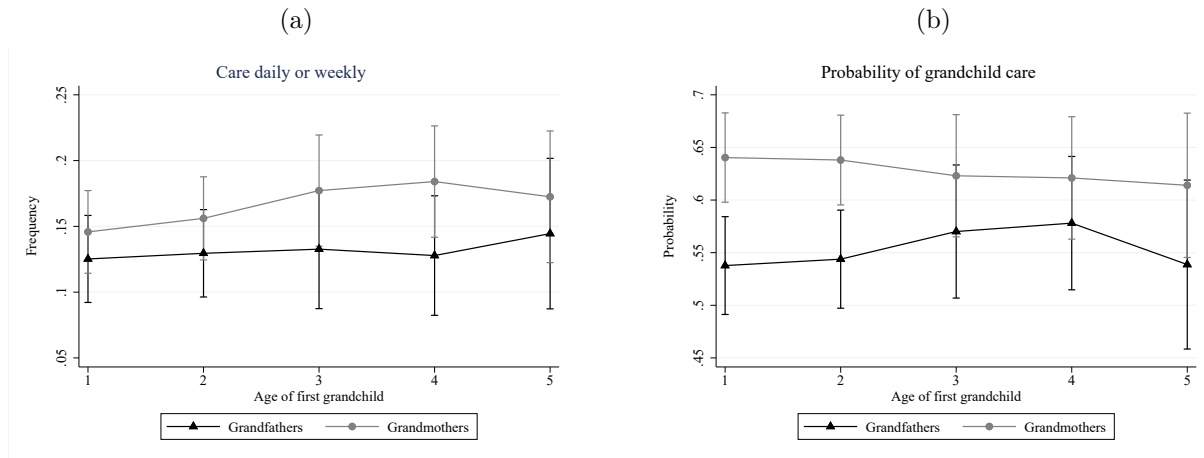 (a)
Care daily or weekly
Frequency
.25
.2
.15
.1
.05
1 2 3 4 5
Age of first grandchild
Grandfathers Grandmothers
(b)
Probability of grandchild care
Probability
.7
.65
.6
.55
.5
.45
1 2 3 4 5
Age of first grandchild
Grandfathers Grandmothers